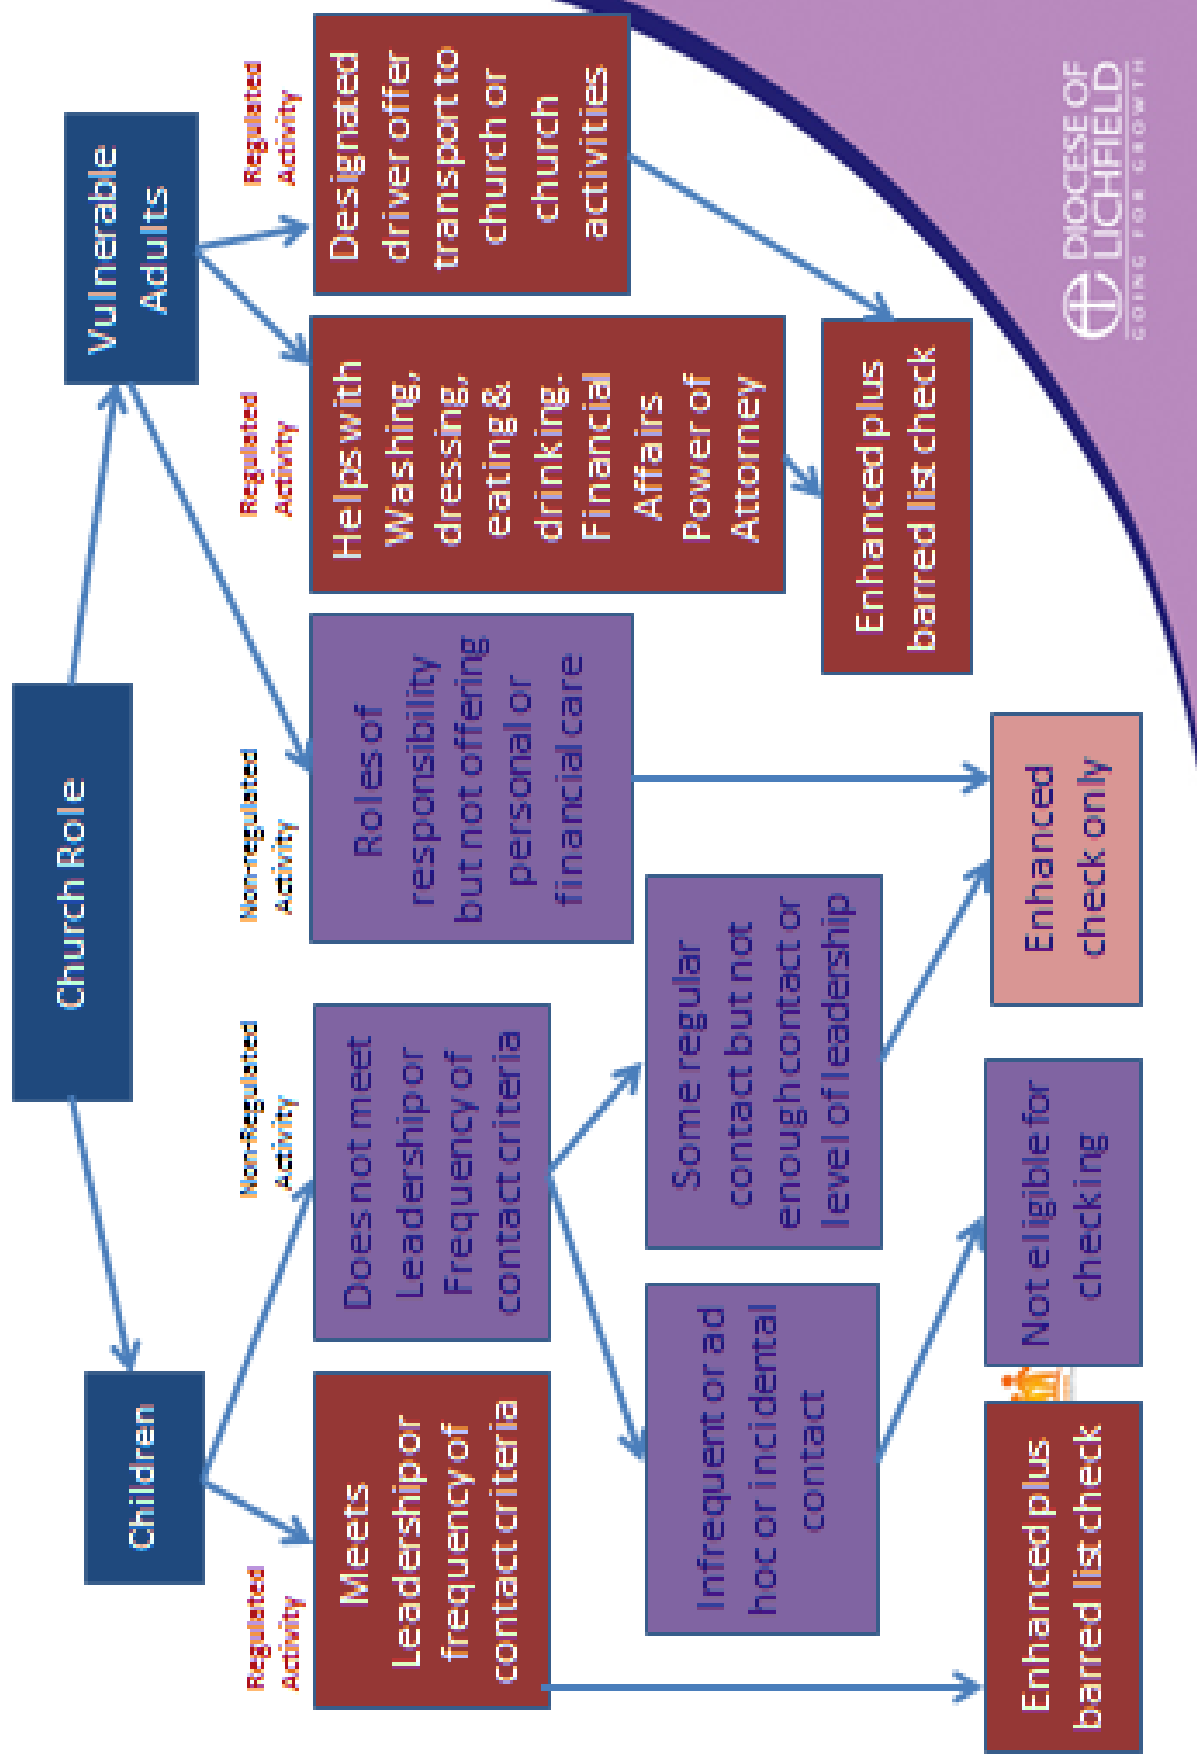 Church Role
Children
Vulnerable
Adults
Regulated
Activity
Non-Regulated
Activity
Non-regulated
Activity
Regulated
Activity
Regulated
Activity
Meets
Leadership or
frequency of
contact criteria
Does not meet
Leadership or
Frequency of
contact criteria
Roles of
responsibility
but not offering
personal or
financial care
Helps with
Washing,
dressing,
eating &
drinking.
Financial
Affairs
Power of
Attorney
Designated
driver offer
transport to
church or
church
activities
Infrequent or ad
hoc or incidental
contact
Some regular
contact but not
enough contact or
level of leadership
Enhanced plus
barred list check
Enhanced plus
barred list check
Not eligible for
checking
Enhanced
check only
DIOCESE OF
LICHFIELD
GOING FOR GROWTH